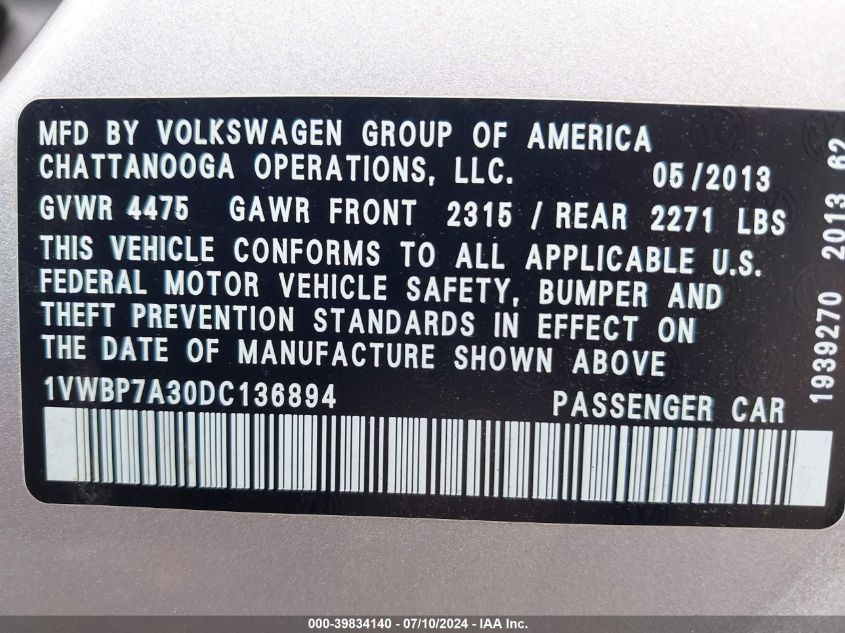 MFD BY VOLKSWAGEN GROUP OF AMERICA
CHATTANOOGA OPERATIONS, LLC. 05/2013
GVWR 4475 GAWR FRONT 2315 / REAR 2271 LBS
THIS VEHICLE CONFORMS TO ALL APPLICABLE U.S.
FEDERAL MOTOR VEHICLE SAFETY, BUMPER AND
THEFT PREVENTION STANDARDS IN EFFECT ON
THE DATE OF MANUFACTURE SHOWN ABOVE
1VWBP7A30DC136894 PASSENGER CAR
1939270 2013 62
000-39834140 - 07/10/2024 - IAA Inc.